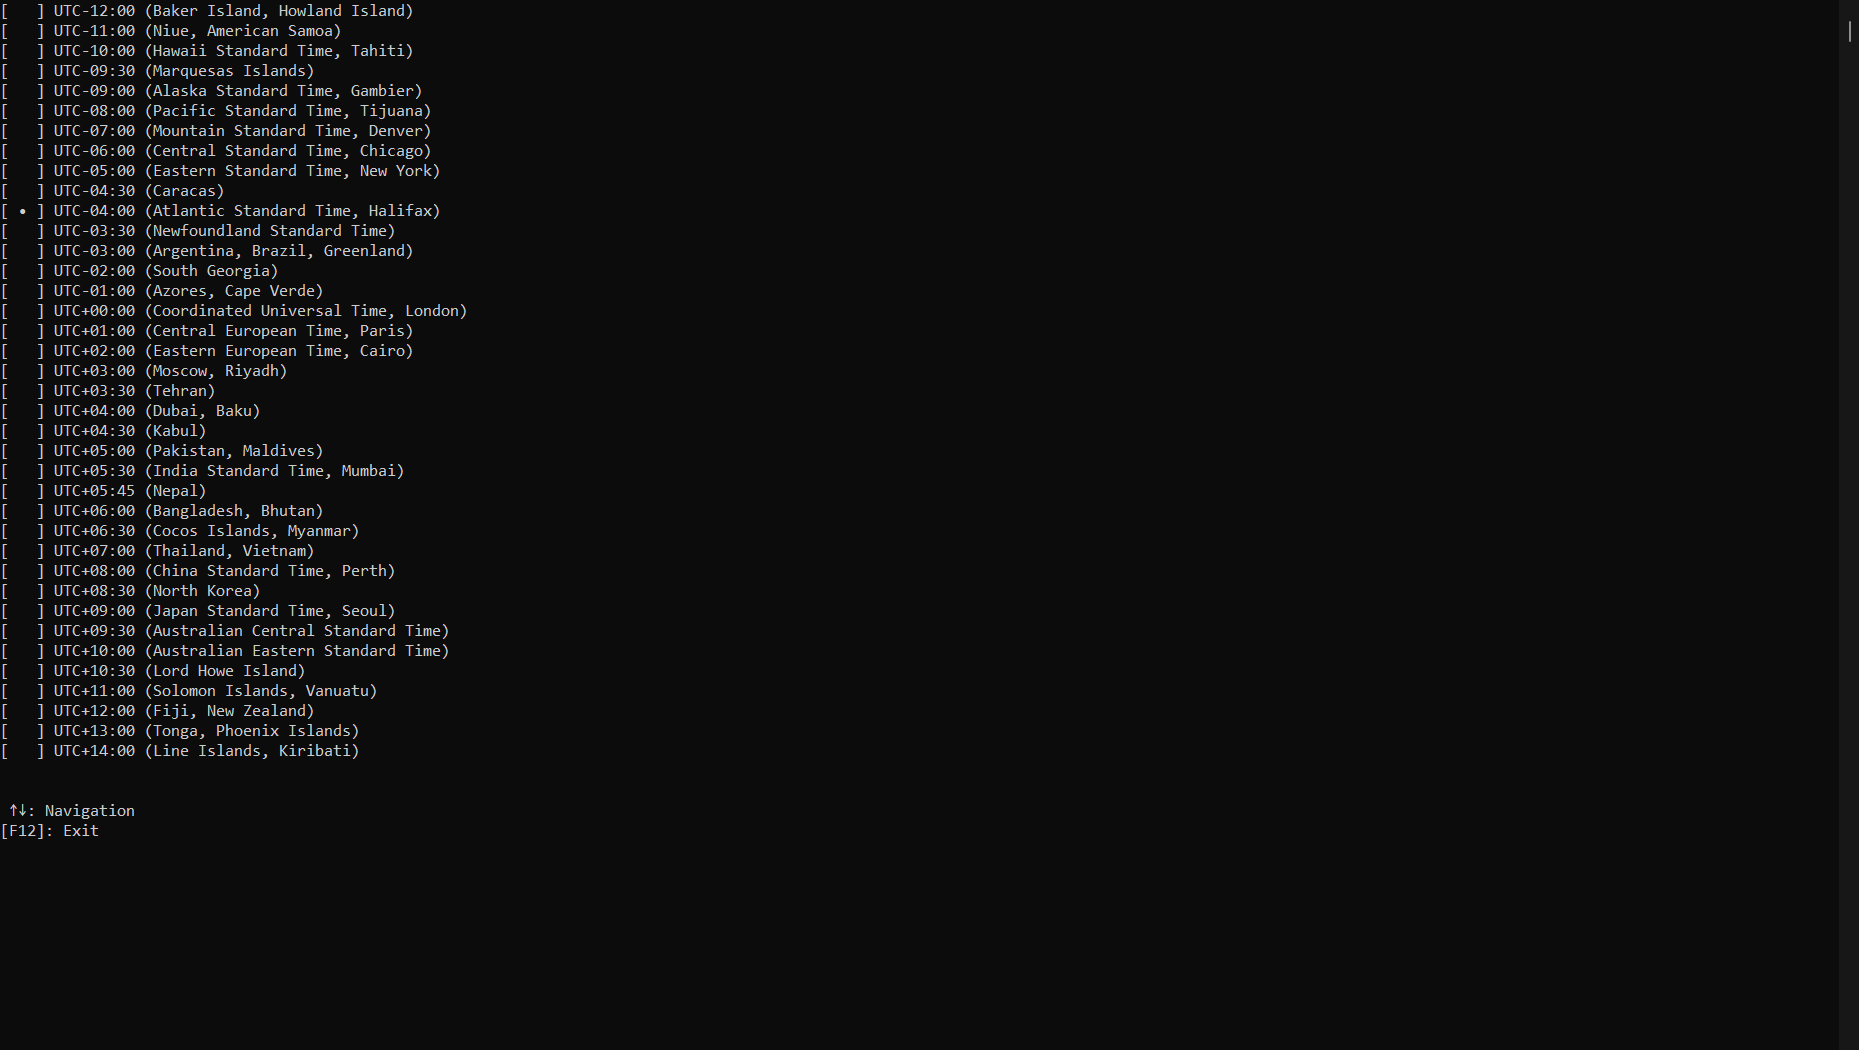 [   ] UTC-12:00 (Baker Island, Howland Island)
[   ] UTC-11:00 (Niue, American Samoa)
[   ] UTC-10:00 (Hawaii Standard Time, Tahiti)
[   ] UTC-09:30 (Marquesas Islands)
[   ] UTC-09:00 (Alaska Standard Time, Gambier)
[   ] UTC-08:00 (Pacific Standard Time, Tijuana)
[   ] UTC-07:00 (Mountain Standard Time, Denver)
[   ] UTC-06:00 (Central Standard Time, Chicago)
[   ] UTC-05:00 (Eastern Standard Time, New York)
[   ] UTC-04:30 (Caracas)
[ • ] UTC-04:00 (Atlantic Standard Time, Halifax)
[   ] UTC-03:30 (Newfoundland Standard Time)
[   ] UTC-03:00 (Argentina, Brazil, Greenland)
[   ] UTC-02:00 (South Georgia)
[   ] UTC-01:00 (Azores, Cape Verde)
[   ] UTC+00:00 (Coordinated Universal Time, London)
[   ] UTC+01:00 (Central European Time, Paris)
[   ] UTC+02:00 (Eastern European Time, Cairo)
[   ] UTC+03:00 (Moscow, Riyadh)
[   ] UTC+03:30 (Tehran)
[   ] UTC+04:00 (Dubai, Baku)
[   ] UTC+04:30 (Kabul)
[   ] UTC+05:00 (Pakistan, Maldives)
[   ] UTC+05:30 (India Standard Time, Mumbai)
[   ] UTC+05:45 (Nepal)
[   ] UTC+06:00 (Bangladesh, Bhutan)
[   ] UTC+06:30 (Cocos Islands, Myanmar)
[   ] UTC+07:00 (Thailand, Vietnam)
[   ] UTC+08:00 (China Standard Time, Perth)
[   ] UTC+08:30 (North Korea)
[   ] UTC+09:00 (Japan Standard Time, Seoul)
[   ] UTC+09:30 (Australian Central Standard Time)
[   ] UTC+10:00 (Australian Eastern Standard Time)
[   ] UTC+10:30 (Lord Howe Island)
[   ] UTC+11:00 (Solomon Islands, Vanuatu)
[   ] UTC+12:00 (Fiji, New Zealand)
[   ] UTC+13:00 (Tonga, Phoenix Islands)
[   ] UTC+14:00 (Line Islands, Kiribati)
↑↓: Navigation
[F12]: Exit